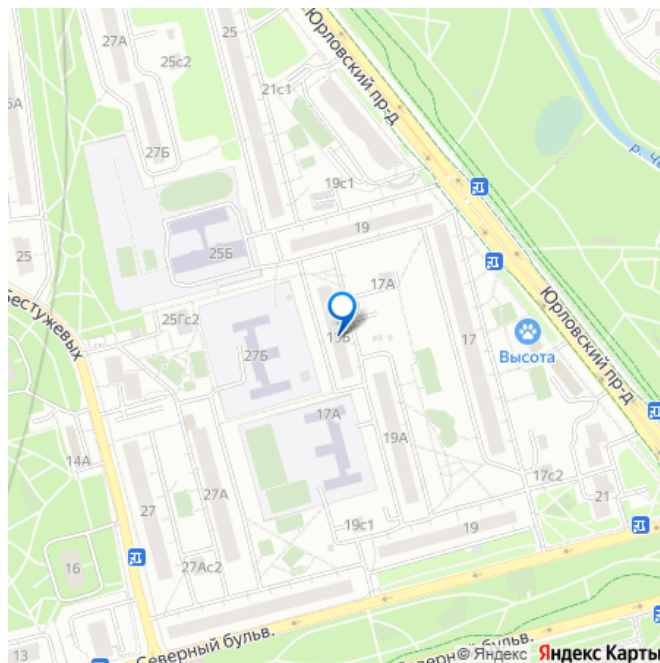 27А
25
25с2
Юрловский пр-д
21с1
27Б
19с1
19
25Б
25
17А
Юрловский пр-д
Бестужевых
25Гс2
27Б
17
Высота
17А
19А
14А
27
27А
17с2
21
19с1
19
27Ас2
16
13
Северный бульв.
© Яндекс Яндекс Карты